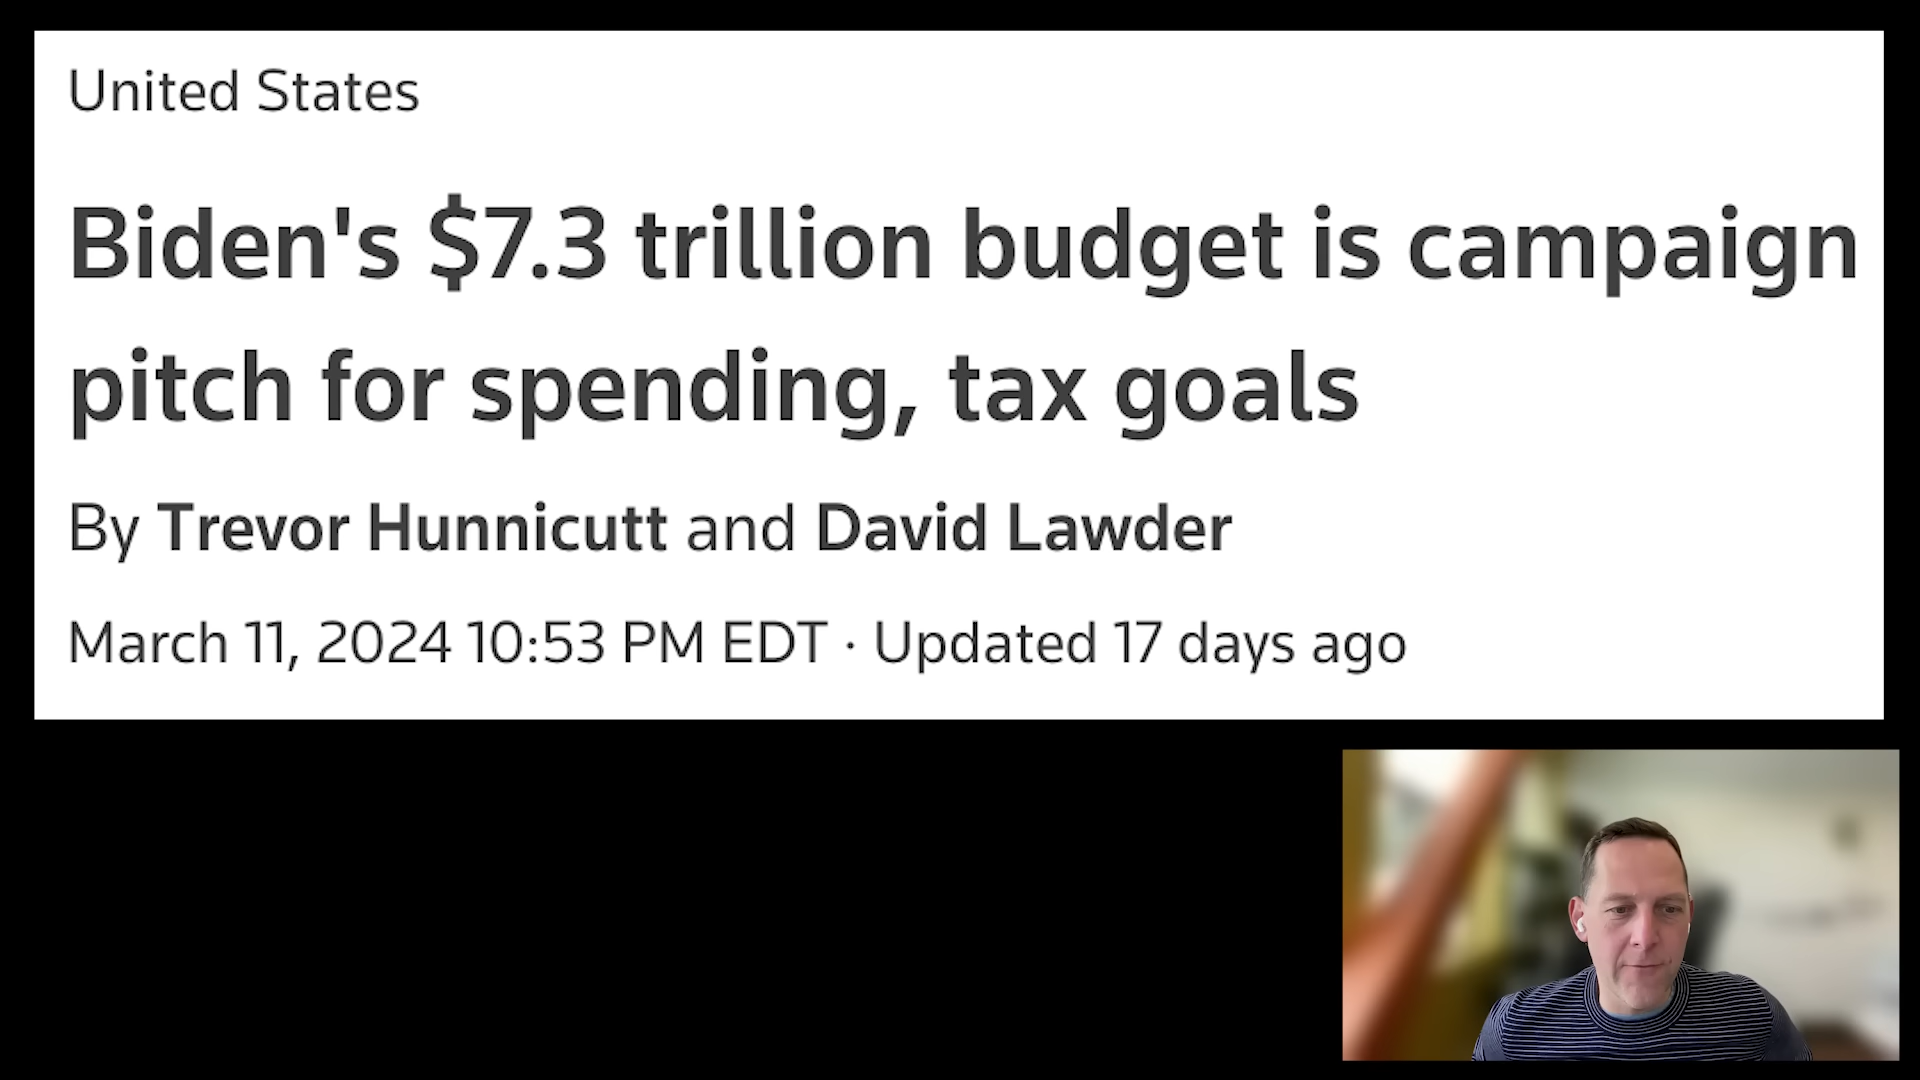 United States
Biden's $7.3 trillion budget is campaign
pitch for spending, tax goals
By Trevor Hunnicutt and David Lawder
March 11, 2024 10:53 PM EDT · Updated 17 days ago